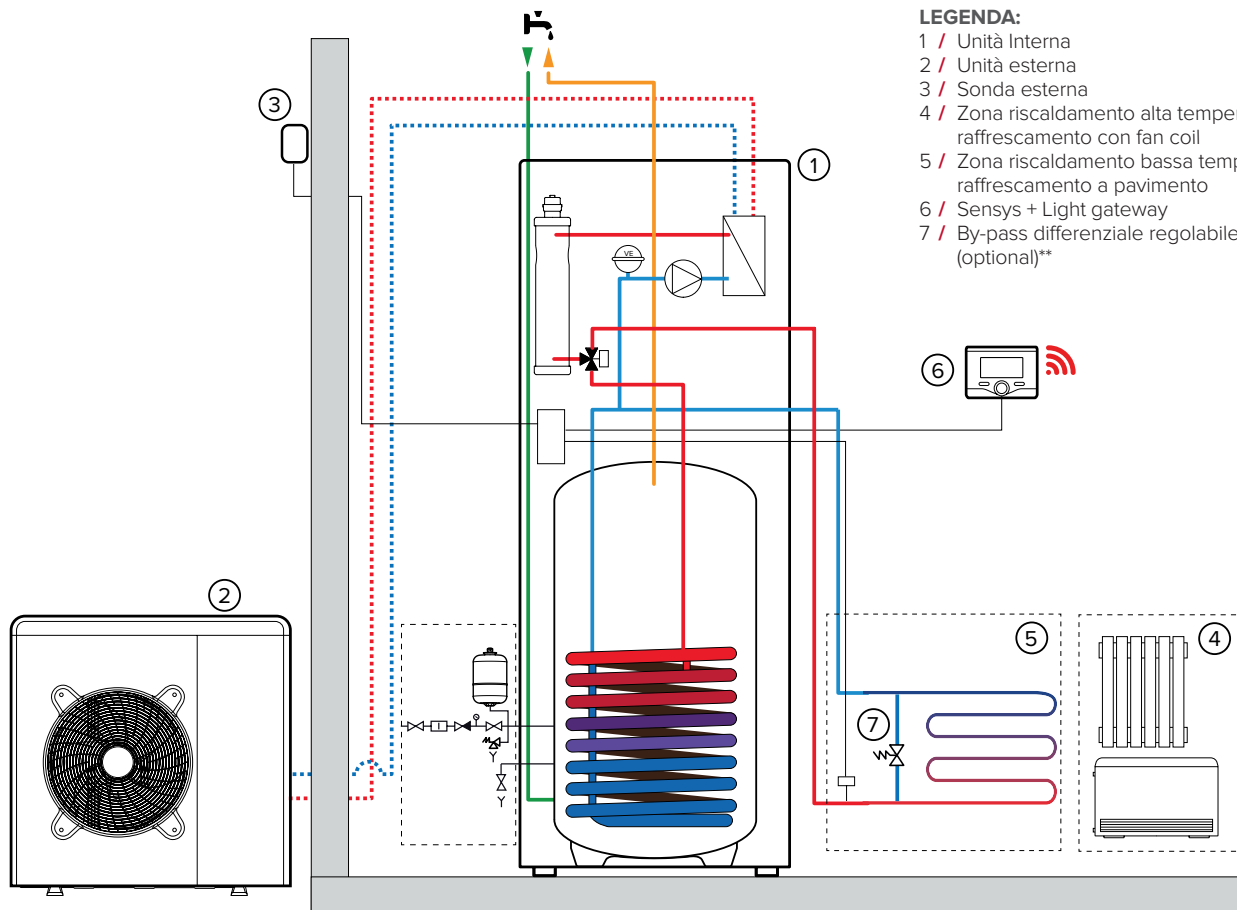 LEGENDA:
1 / Unità Interna
2 / Unità esterna
3 / Sonda esterna
4 / Zona riscaldamento alta temper
raffrescamento con fan coil
5 / Zona riscaldamento bassa temp
raffrescamento a pavimento
6 / Sensys + Light gateway
7 / By-pass differenziale regolabile
(optional)**
3
1
VE
6
2
5
4
7